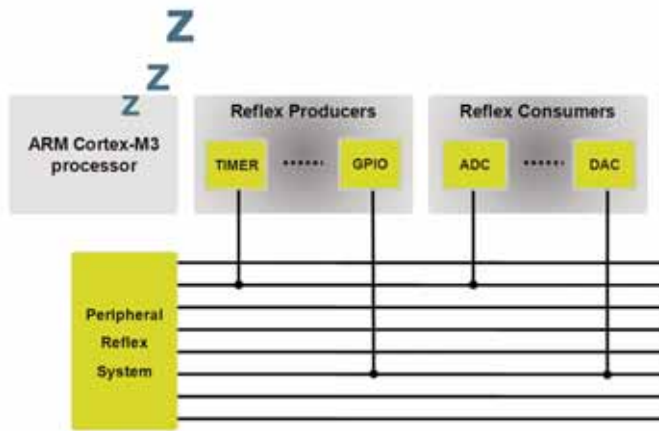 Z
Z
Z
ARM Cortex-M3
processor
Reflex Producers
TIMER
GPIO
Reflex Consumers
ADC
DAC
Peripheral
Reflex
System